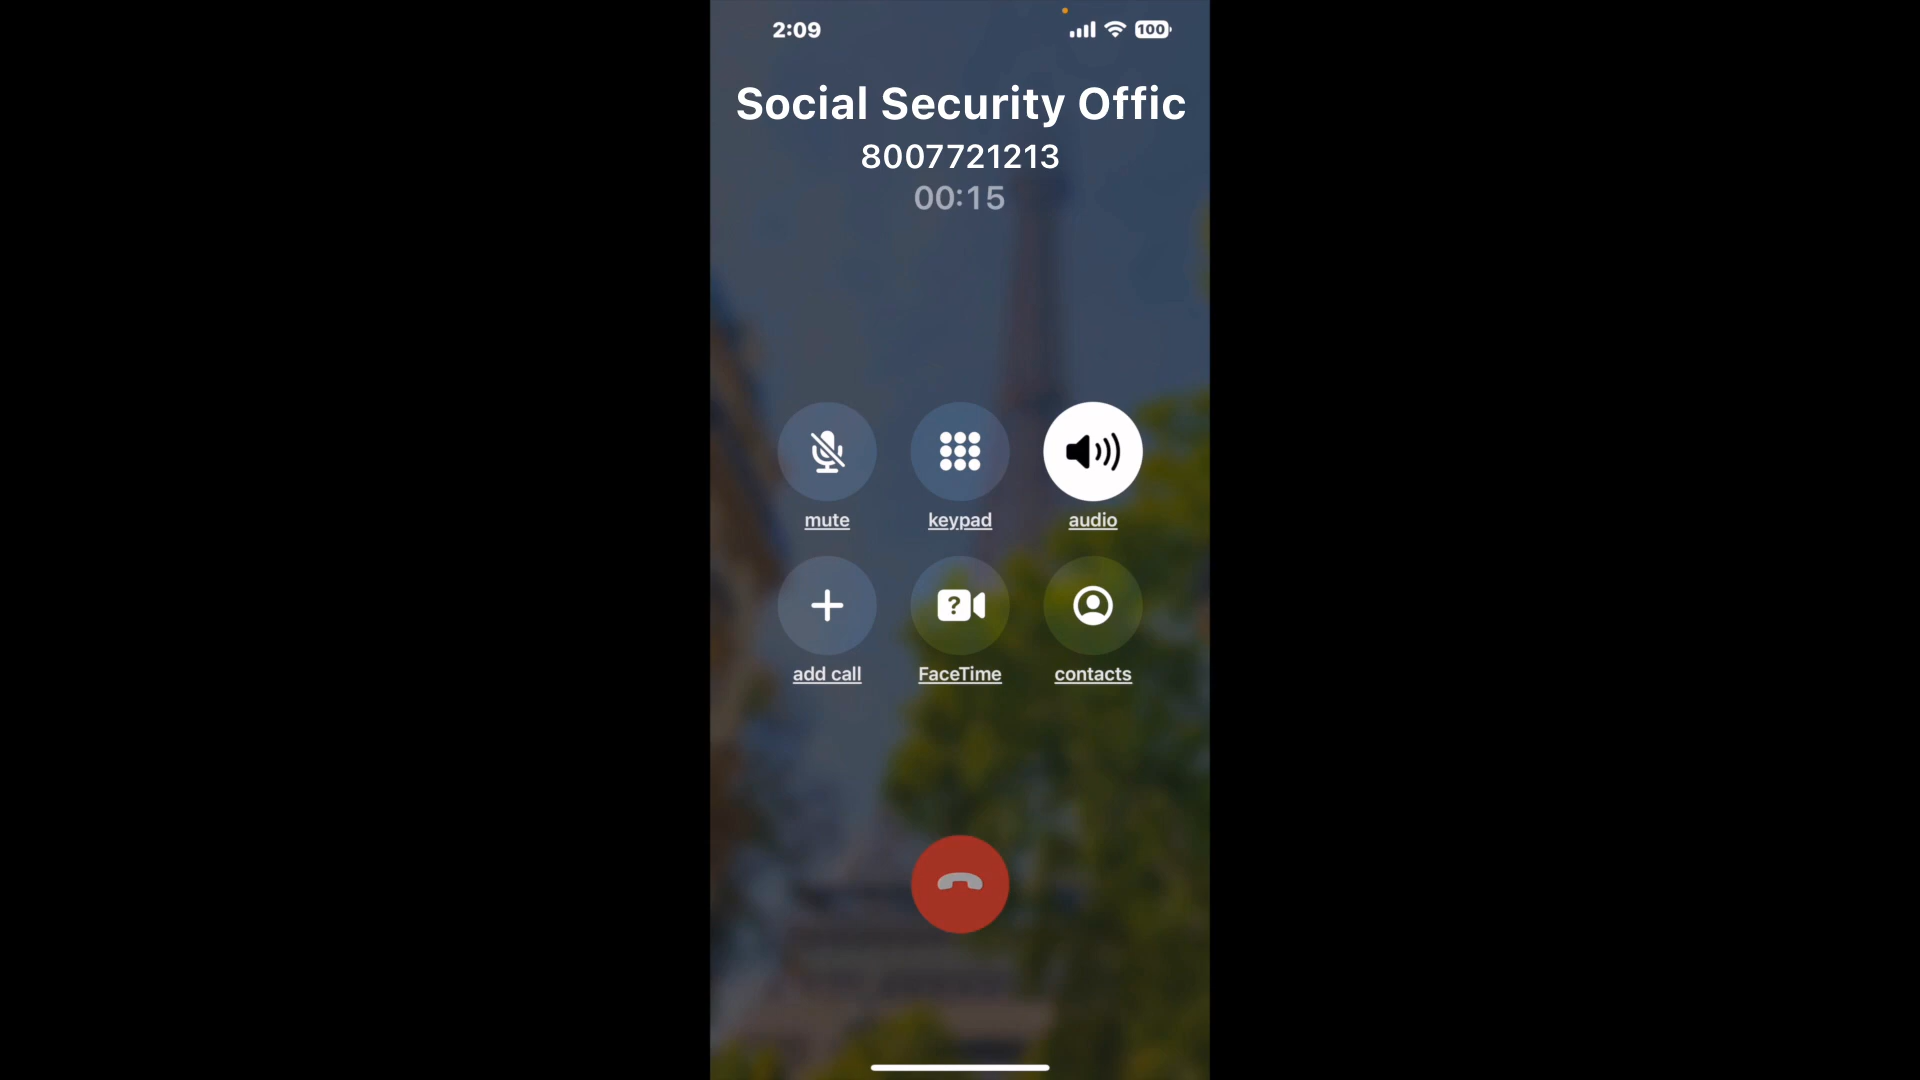 2:09
100
Social Security Offic
8007721213
00:15
mute
keypad
audio
?
add call
FaceTime
contacts